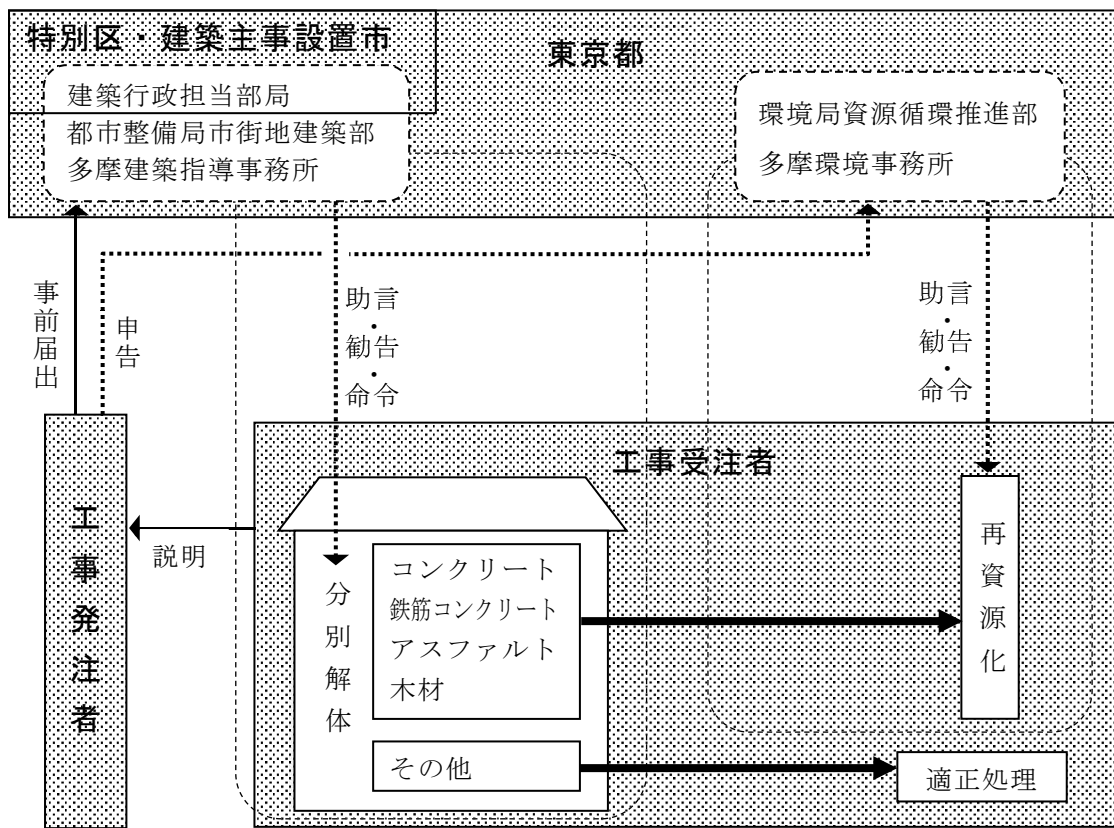 特別区・建築主事設置市
東京都
建築行政担当部局
都市整備局市街地建築部
多摩建築指導事務所
環境局資源循環推進部
多摩環境事務所
事前届出
申告
助言・勧告・命令
助言・勧告・命令
工事発注者
説明
工事受注者
分別解体
コンクリート
鉄筋コンクリート
アスファルト
木材
その他
再資源化
適正処理